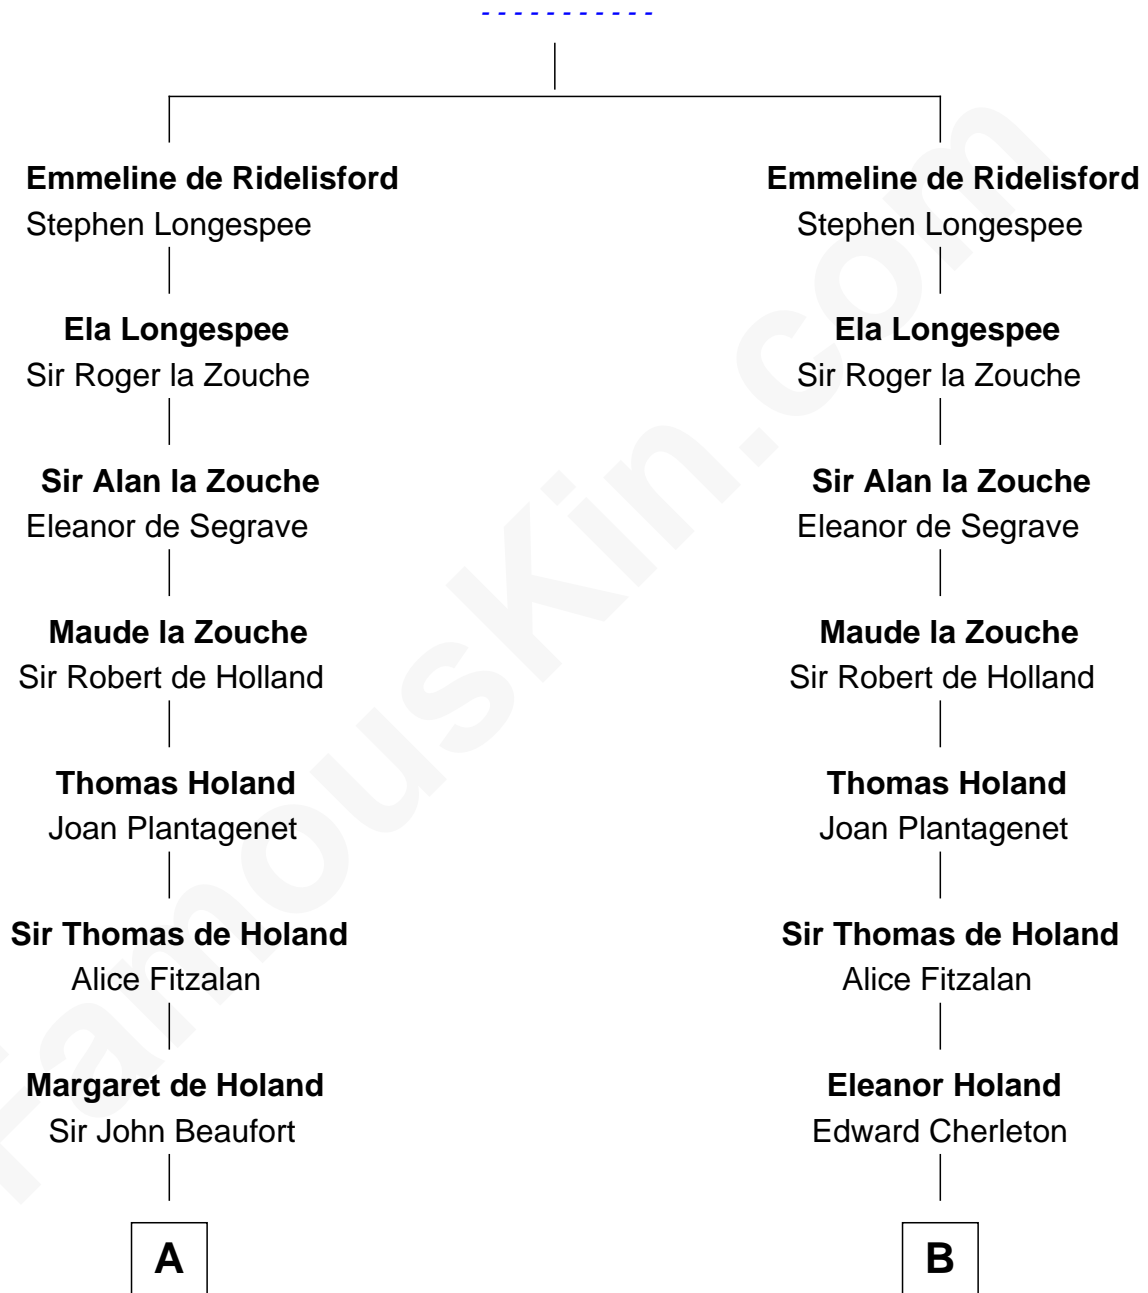 - - - - - - - - - - -
Emmeline de Ridelisford
Stephen Longespee
Emmeline de Ridelisford
Stephen Longespee
Ela Longespee
Sir Roger la Zouche
Ela Longespee
Sir Roger la Zouche
Sir Alan la Zouche
Eleanor de Segrave
Sir Alan la Zouche
Eleanor de Segrave
Maude la Zouche
Sir Robert de Holland
Maude la Zouche
Sir Robert de Holland
Thomas Holand
Joan Plantagenet
Thomas Holand
Joan Plantagenet
Sir Thomas de Holand
Alice Fitzalan
Sir Thomas de Holand
Alice Fitzalan
Margaret de Holand
Sir John Beaufort
Eleanor Holand
Edward Cherleton
A
B
FamousKin.com